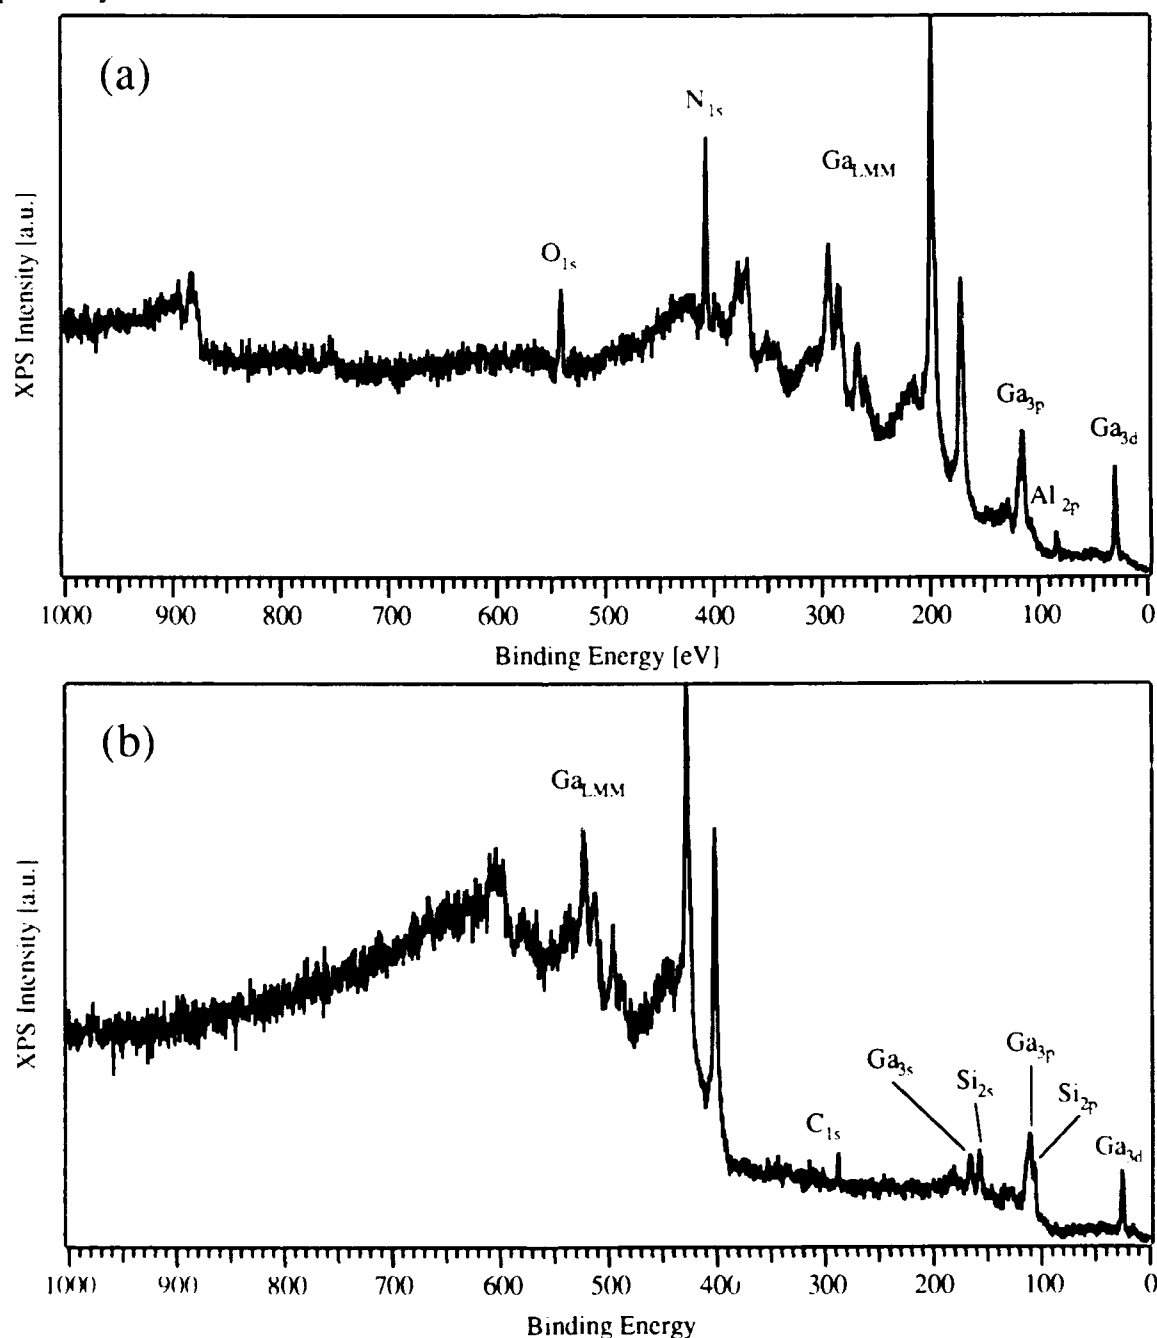 (a)
N1s
GaLMM
O1s
Ga3p
Ga3d
Al 2p
XPS Intensity [a.u.]
1000 900 800 700 600 500 400 300 200 100 0
Binding Energy [eV]
(b)
GaLMM
Ga3p
Ga3s
Si2s
Si2p
C1s
Ga3d
XPS Intensity [a.u.]
1000 900 800 700 600 500 400 300 200 100 0
Binding Energy